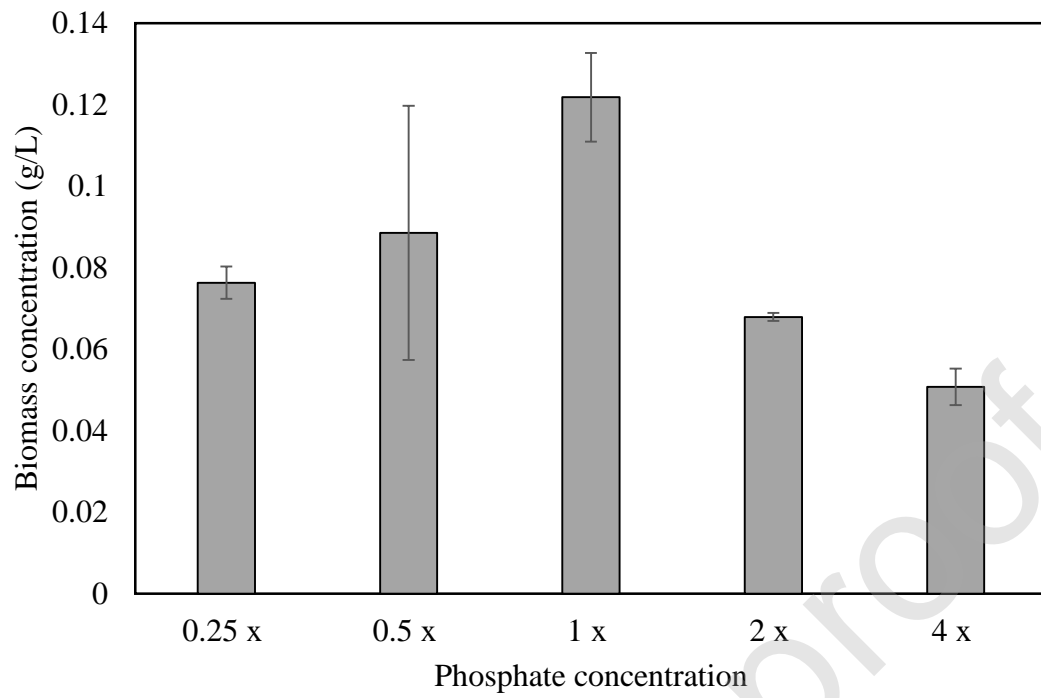 0.14
0.12
0.1
0.08
0.06
0.04
0.02
0
Biomass concentration (g/L)
0.25 x 0.5 x 1 x 2 x 4 x
Phosphate concentration
proof